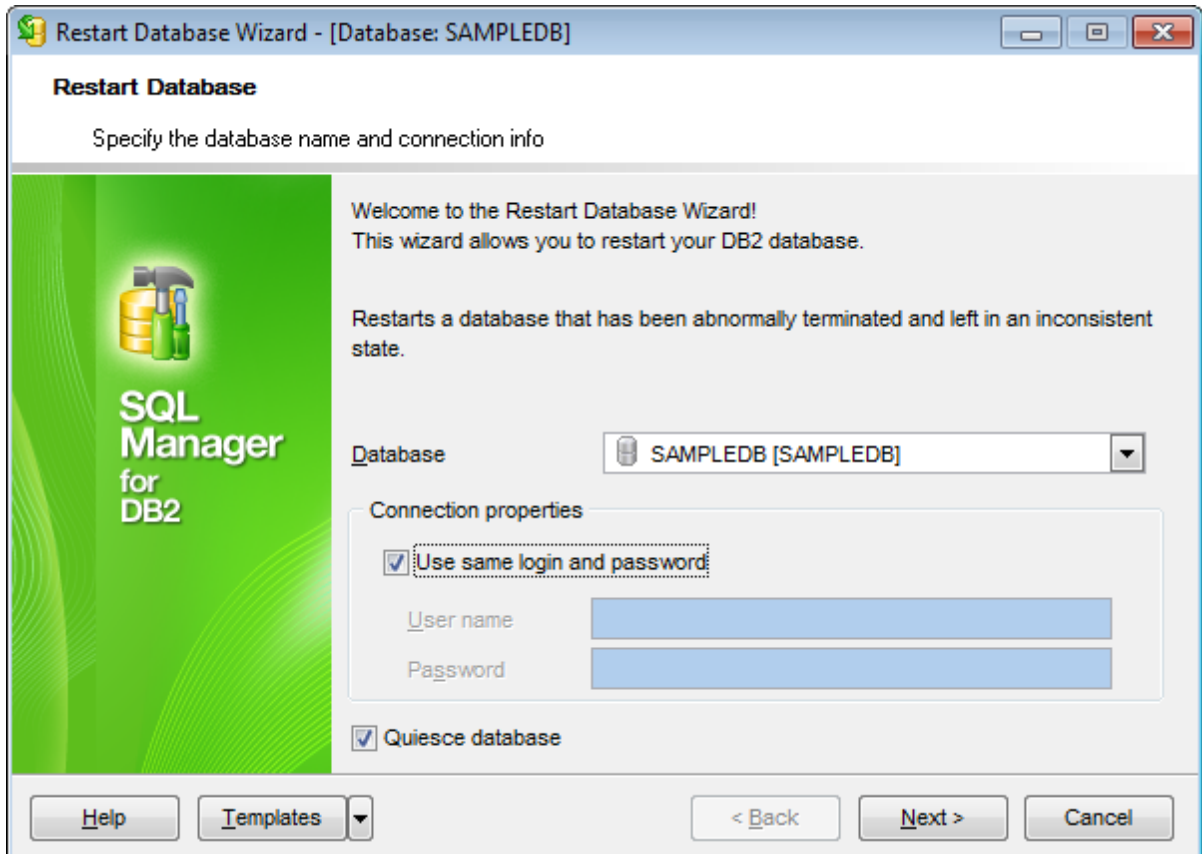 Restart Database Wizard - [Database: SAMPLEDB]
Restart Database
Specify the database name and connection info
Welcome to the Restart Database Wizard!
This wizard allows you to restart your DB2 database.
Restarts a database that has been abnormally terminated and left in an inconsistent
state.
SQL
Manager
for
DB2
Database
SAMPLEDB [SAMPLEDB]
Connection properties
Use same login and password
User name
Password
Quiesce database
Help
Templates
< Back
Next >
Cancel